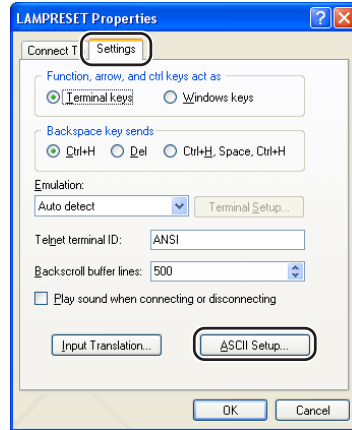 LAMPRESET Properties
Connect T Settings
Function, arrow, and ctrl keys act as
Terminal keys Windows keys
Backspace key sends
Ctrl+H Del Ctrl+H, Space, Ctrl+H
Emulation:
Auto detect Terminal Setup...
Telnet terminal ID: ANSI
Backscroll buffer lines: 500
Play sound when connecting or disconnecting
Input Translation... ASCII Setup...
OK Cancel